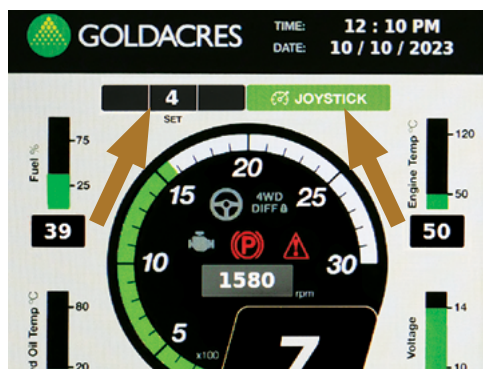 GOLDACRES
TIME: 12 : 10 PM
DATE: 10 / 10 / 2023
4
SET
JOYSTICK
Fuel %
75
25
39
Engine Temp °C
120
50
50
20
15
25
10
30
5
x100
4WD
DIFF
P
1580
rpm
7
d Oil Temp °C
80
20
Voltage
14
10